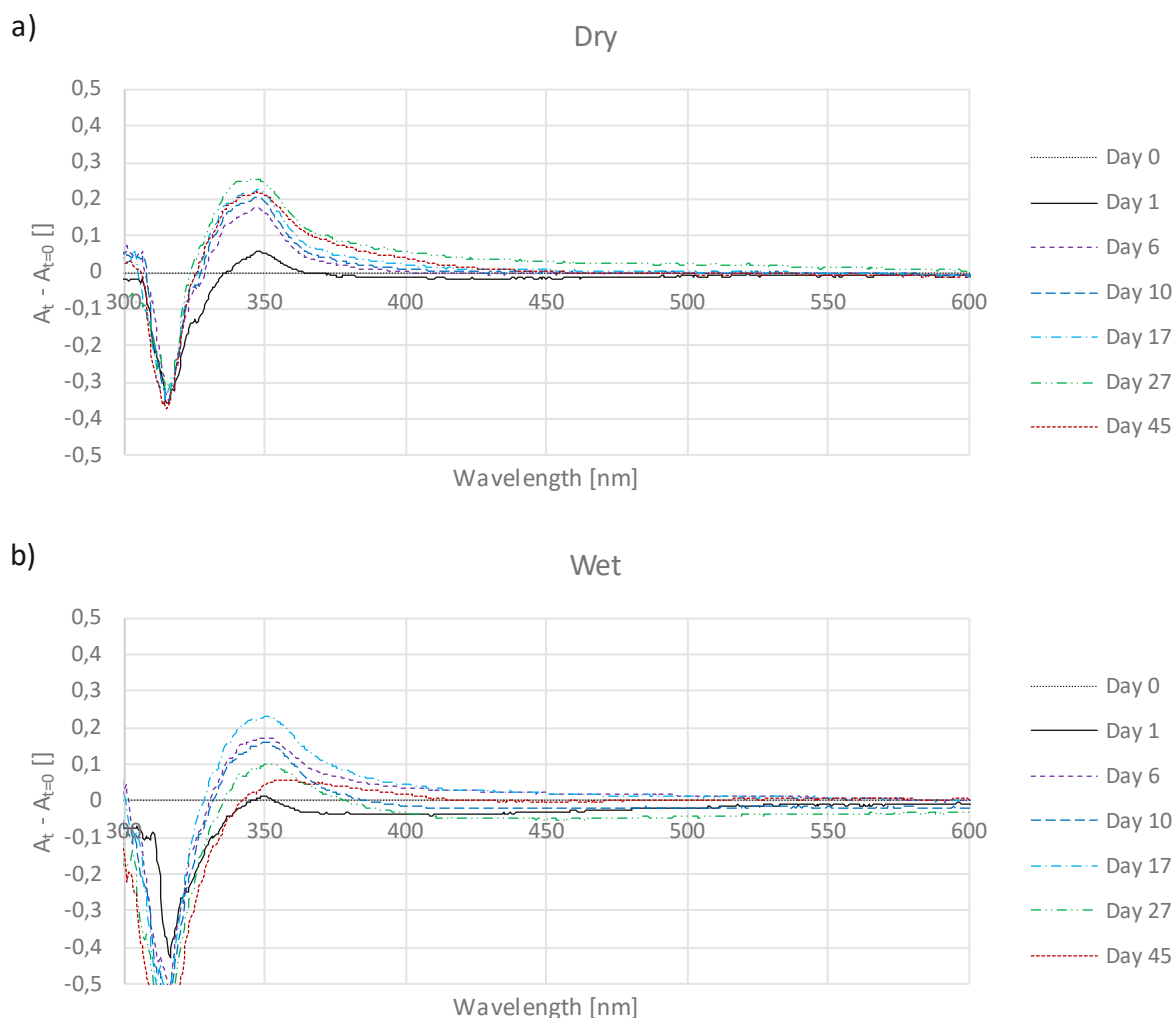 a)
Dry
0,5
0,4
0,3
0,2
0,1
0
-0,1
-0,2
-0,3
-0,4
-0,5
A_t - A_{t=0} []
300 350 400 450 500 550 600
Wavelength [nm]
Day 0
Day 1
Day 6
Day 10
Day 17
Day 27
Day 45
b)
Wet
0,5
0,4
0,3
0,2
0,1
0
-0,1
-0,2
-0,3
-0,4
-0,5
A_t - A_{t=0} []
300 350 400 450 500 550 600
Wavelength [nm]
Day 0
Day 1
Day 6
Day 10
Day 17
Day 27
Day 45